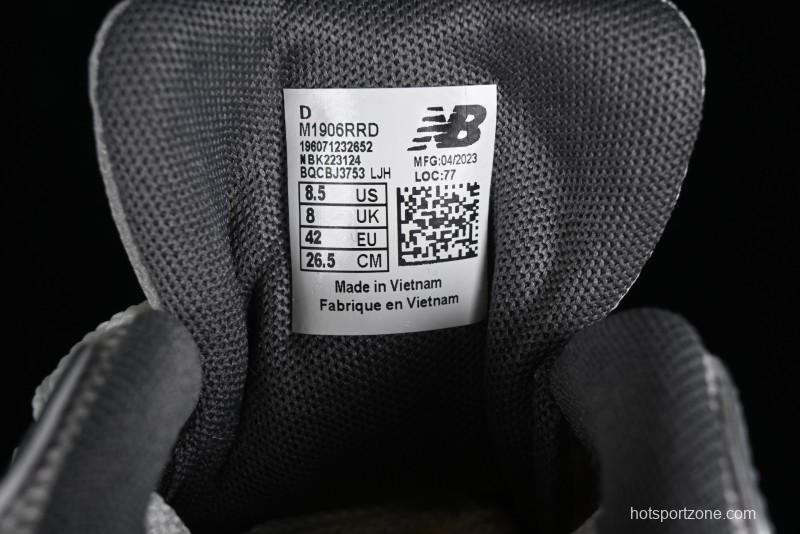 D
M1906RRD
196071232652
NBK223124
BQCBJ3753 LJH
8.5 US
8 UK
42 EU
26.5 CM
NB
MFG:04/2023
LOC:77
Made in Vietnam
Fabrique en Vietnam
hotsportzone.com